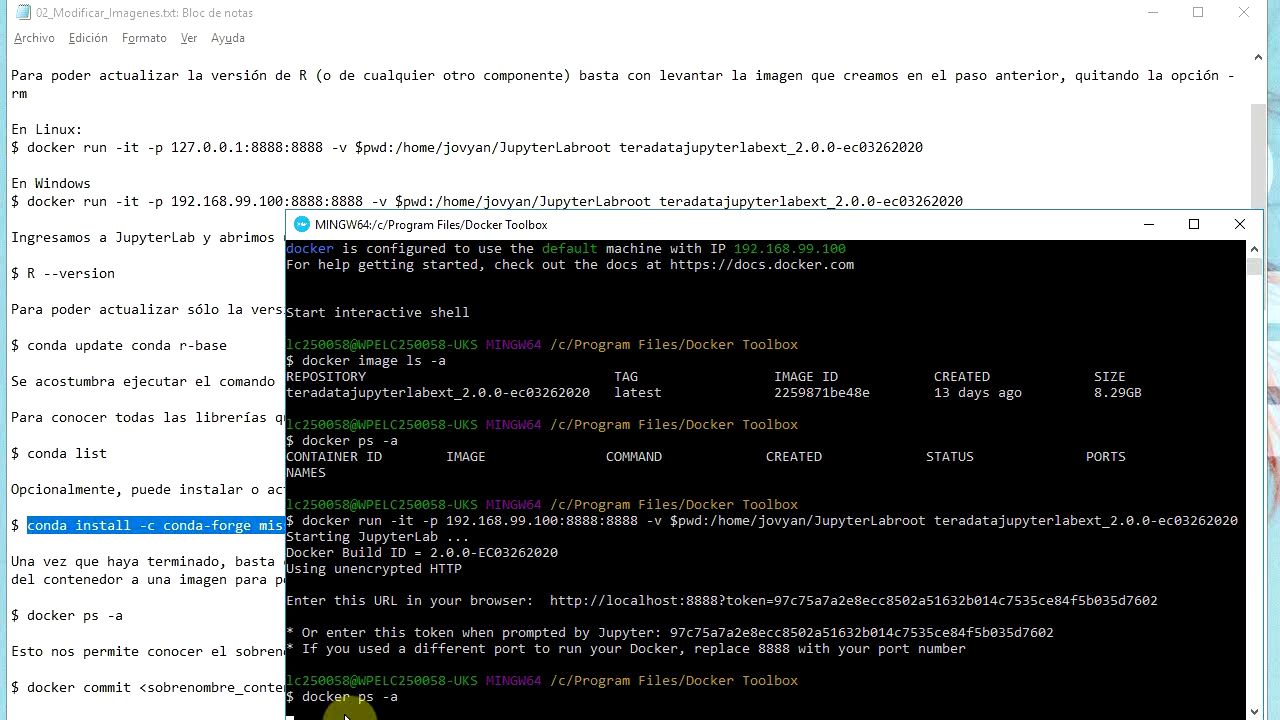 02_Modificar_Imagenes.txt: Bloc de notas
Archivo Edición Formato Ver Ayuda
Para poder actualizar la versión de R (o de cualquier otro componente) basta con levantar la imagen que creamos en el paso anterior, quitando la opción -
rm
En Linux:
$ docker run -it -p 127.0.0.1:8888:8888 -v $pwd:/home/jovyan/JupyterLabroot teradatajupyterlabext_2.0.0-ec03262020
En Windows
$ docker run -it -p 192.168.99.100:8888:8888 -v $pwd:/home/jovyan/JupyterLabroot teradatajupyterlabext_2.0.0-ec03262020
Ingresamos a JupyterLab y abrimos
$ R --version
Para poder actualizar sólo la vers
$ conda update conda r-base
Se acostumbra ejecutar el comando
Para conocer todas las librerías
$ conda list
Opcionalmente, puede instalar o
$ conda install -c conda-forge mis
Una vez que haya terminado, basta
del contenedor a una imagen para
$ docker ps -a
Esto nos permite conocer el sobren
$ docker commit <sobrenombre_conte
MINGW64:/c/Program Files/Docker Toolbox
docker is configured to use the default machine with IP 192.168.99.100
For help getting started, check out the docs at https://docs.docker.com
Start interactive shell
lc250058@WPELC250058-UKS MINGW64 /c/Program Files/Docker Toolbox
$ docker image ls -a
REPOSITORY TAG IMAGE ID CREATED SIZE
teradatajupyterlabext_2.0.0-ec03262020 latest 2259871be48e 13 days ago 8.29GB
lc250058@WPELC250058-UKS MINGW64 /c/Program Files/Docker Toolbox
$ docker ps -a
CONTAINER ID IMAGE COMMAND CREATED STATUS PORTS
NAMES
lc250058@WPELC250058-UKS MINGW64 /c/Program Files/Docker Toolbox
$ docker run -it -p 192.168.99.100:8888:8888 -v $pwd:/home/jovyan/JupyterLabroot teradatajupyterlabext_2.0.0-ec03262020
Starting JupyterLab ...
Docker Build ID = 2.0.0-EC03262020
Using unencrypted HTTP
Enter this URL in your browser: http://localhost:8888?token=97c75a7a2e8ecc8502a51632b014c7535ce84f5b035d7602
* Or enter this token when prompted by Jupyter: 97c75a7a2e8ecc8502a51632b014c7535ce84f5b035d7602
* If you used a different port to run your Docker, replace 8888 with your port number
lc250058@WPELC250058-UKS MINGW64 /c/Program Files/Docker Toolbox
$ docker ps -a